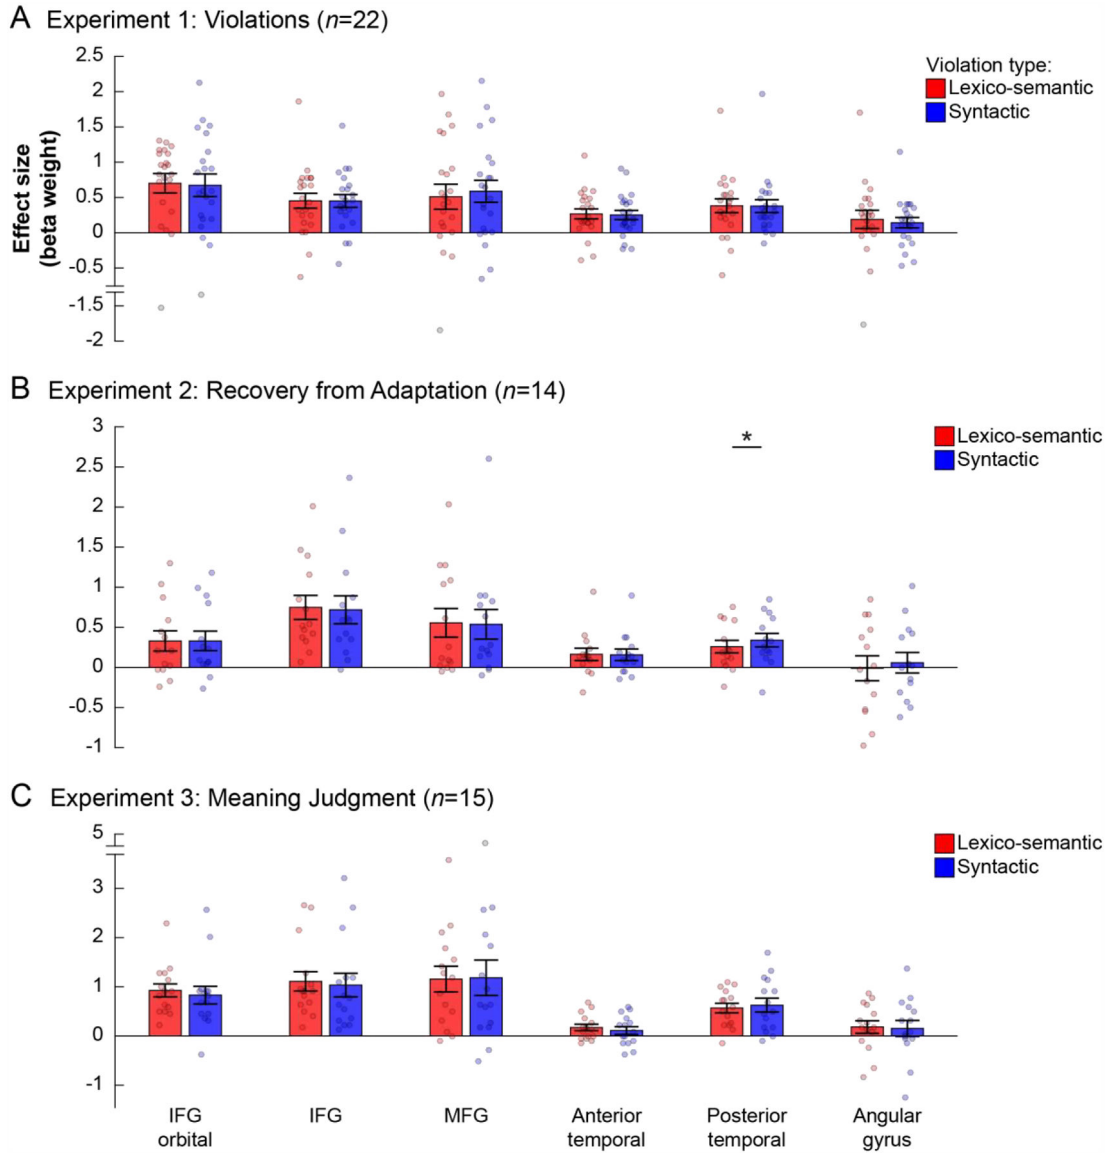 A Experiment 1: Violations (n=22)
Effect size
(beta weight)
2.5
2
1.5
1
0.5
0
-0.5
-1.5
-2
Violation type:
Lexico-semantic
Syntactic
B Experiment 2: Recovery from Adaptation (n=14)
3
2.5
2
1.5
1
0.5
0
-0.5
-1
*
Lexico-semantic
Syntactic
C Experiment 3: Meaning Judgment (n=15)
5
3
2
1
0
-1
Lexico-semantic
Syntactic
IFG
orbital
IFG
MFG
Anterior
temporal
Posterior
temporal
Angular
gyrus